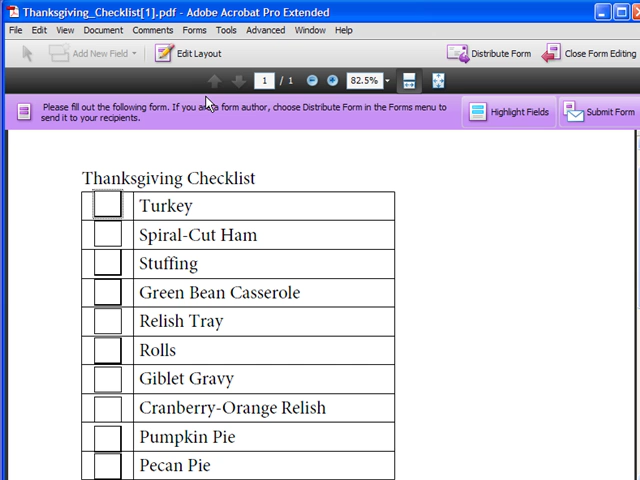 Thanksgiving_Checklist[1].pdf - Adobe Acrobat Pro Extended
File Edit View Document Comments Forms Tools Advanced Window Help
Add New Field Edit Layout Distribute Form Close Form Editing
1 / 1 82.5%
Please fill out the following form. If you are a form author, choose Distribute Form in the Forms menu to
send it to your recipients.
Highlight Fields Submit Form
Thanksgiving Checklist
Turkey
Spiral-Cut Ham
Stuffing
Green Bean Casserole
Relish Tray
Rolls
Giblet Gravy
Cranberry-Orange Relish
Pumpkin Pie
Pecan Pie